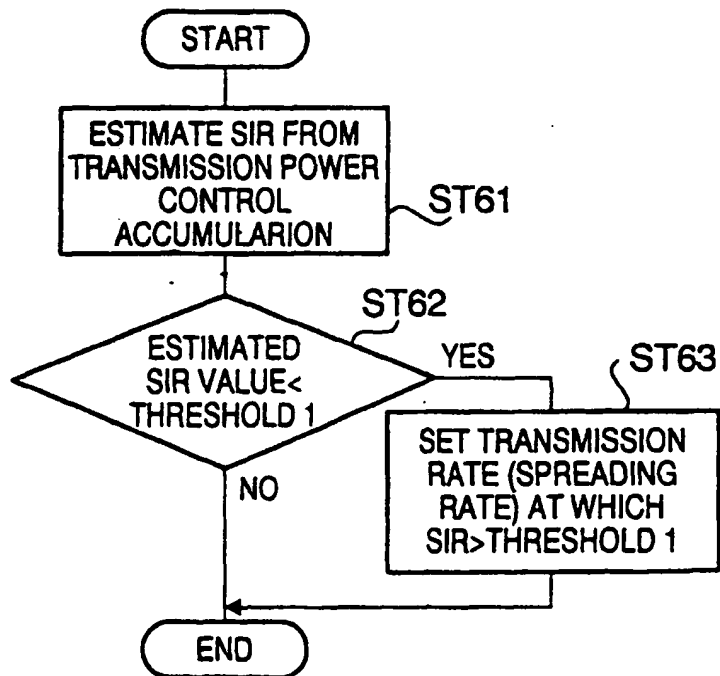 START
ESTIMATE SIR FROM
TRANSMISSION POWER
CONTROL
ACCUMULARION
ST61
ST62
ESTIMATED
SIR VALUE<
THRESHOLD 1
YES
NO
ST63
SET TRANSMISSION
RATE (SPREADING
RATE) AT WHICH
SIR>THRESHOLD 1
END